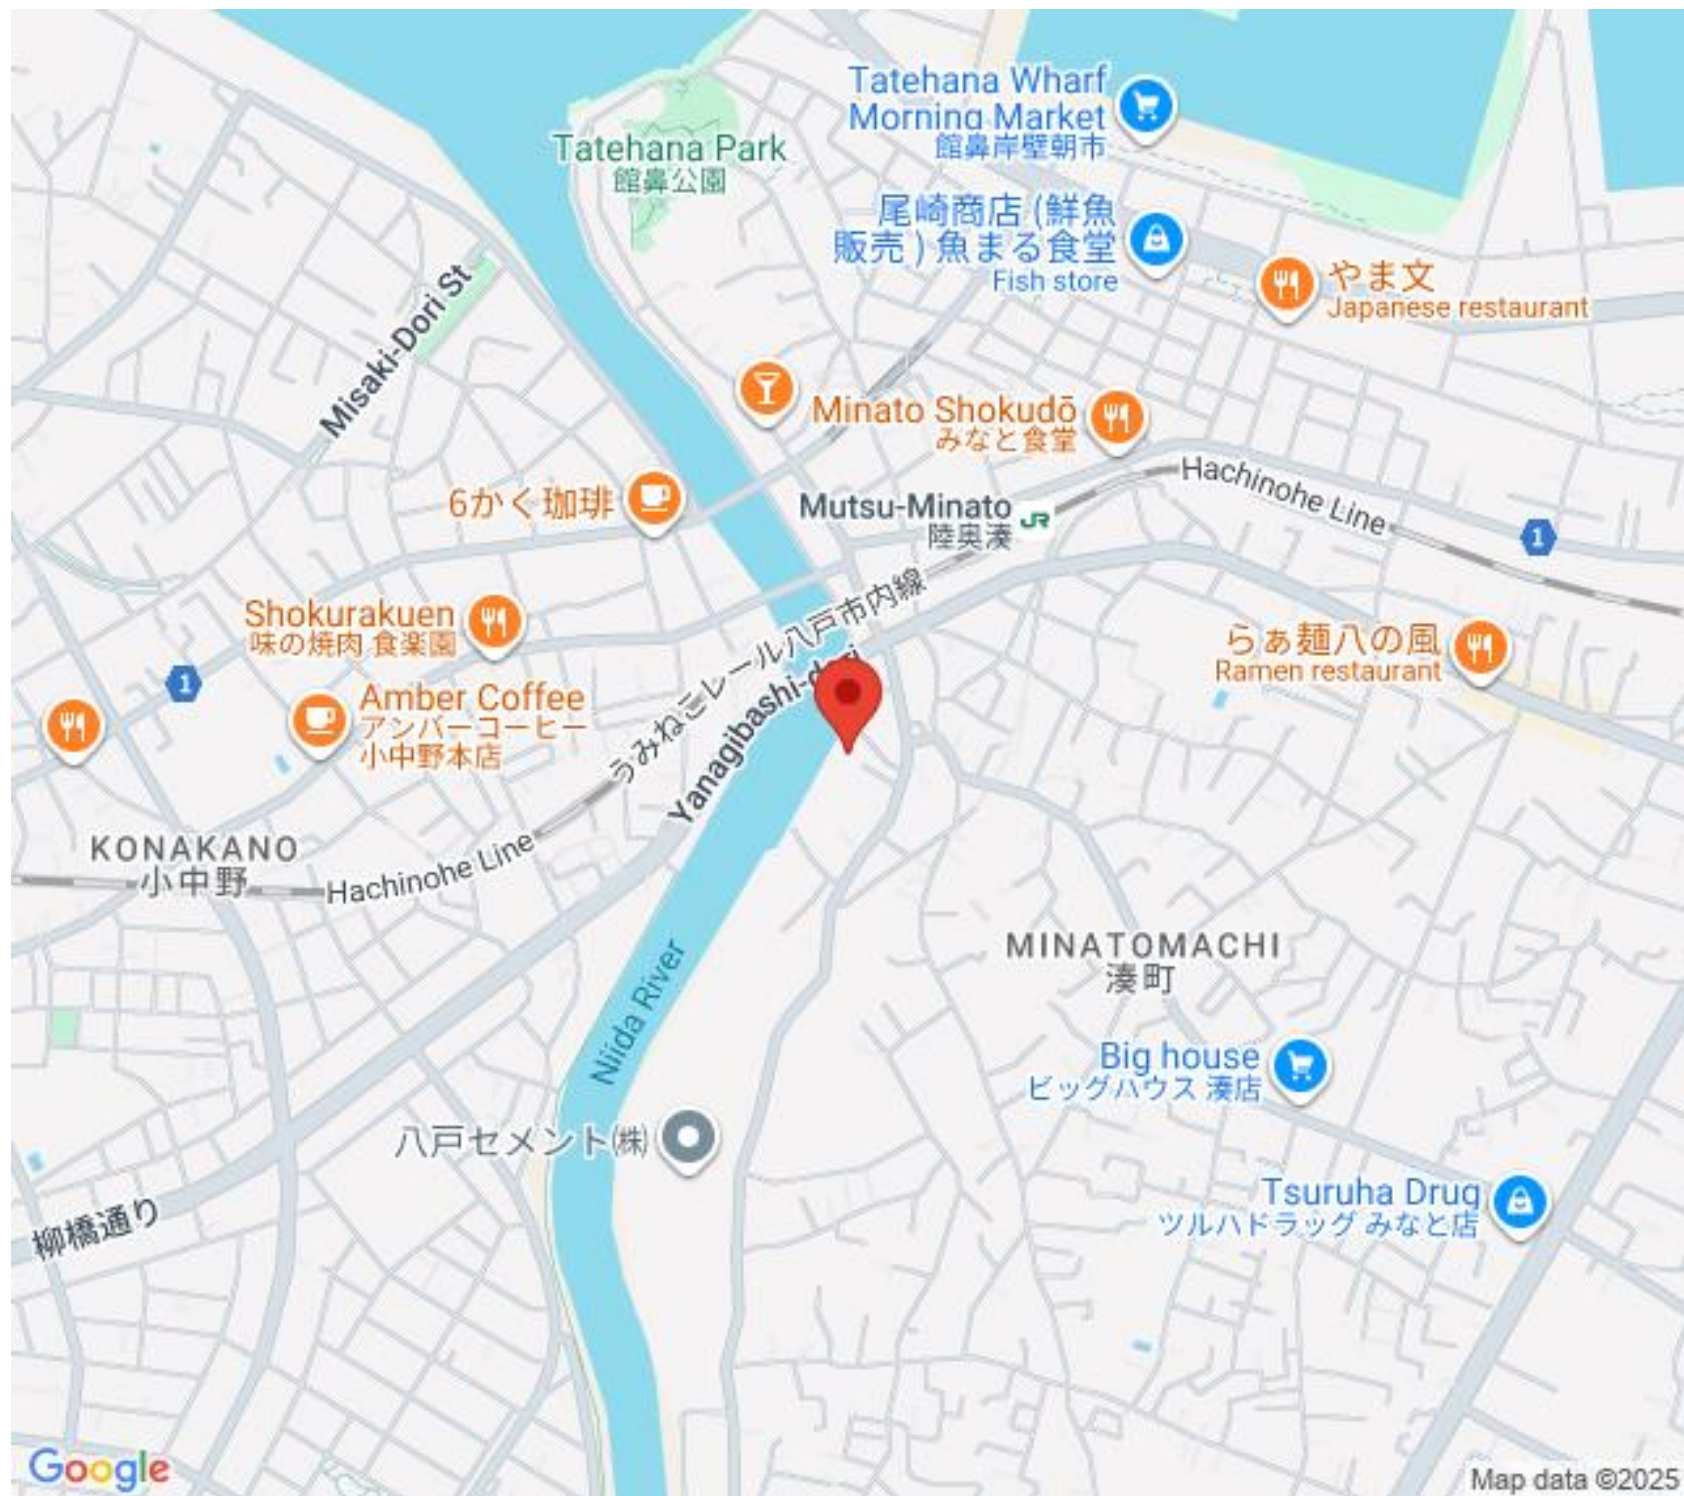 Tatehana Wharf
Morning Market
館鼻岸壁朝市
Tatehana Park
館鼻公園
尾崎商店 (鮮魚
販売 ) 魚まる食堂
Fish store
やま文
Japanese restaurant
Misaki-Dori St
Minato Shokudō
みなと食堂
6かく珈琲
Mutsu-Minato
陸奥湊
JR
Hachinohe Line
1
Shokurakuen
味の焼肉 食楽園
うみねこレール八戸市内線
らぁ麺八の風
Ramen restaurant
1
Amber Coffee
アンバーコーヒー
小中野本店
Yanagibashi-dori
KONAKANO
小中野
Hachinohe Line
MINATOMACHI
湊町
Niida River
Big house
ビッグハウス 湊店
八戸セメント㈱
Tsuruha Drug
ツルハドラッグ みなと店
柳橋通り
Google
Map data ©2025